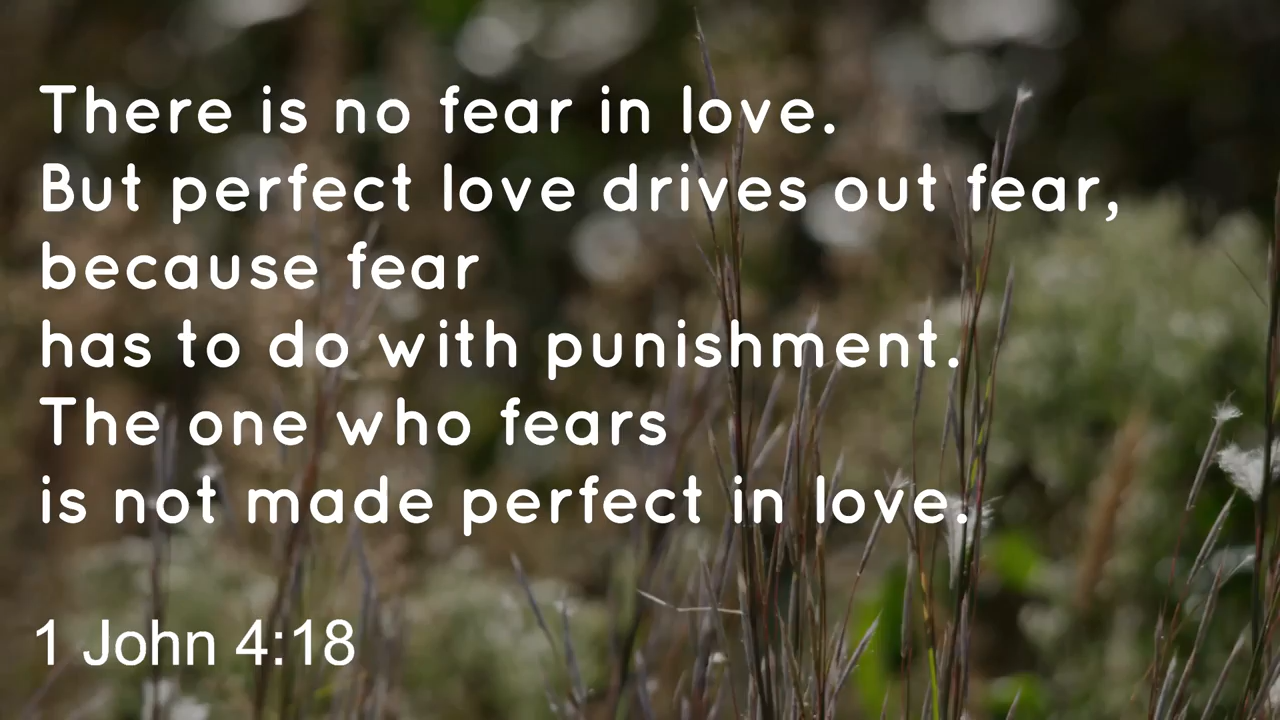 There is no fear in love.
But perfect love drives out fear,
because fear
has to do with punishment.
The one who fears
is not made perfect in love.
1 John 4:18